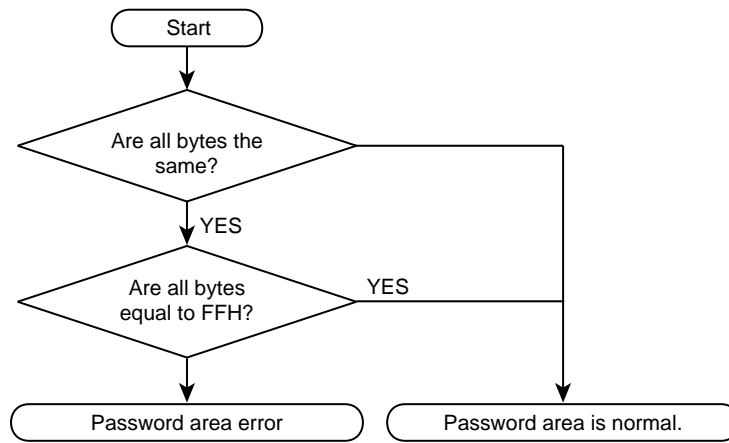 Start
Are all bytes the
same?
YES
Are all bytes
equal to FFH?
YES
Password area error
Password area is normal.